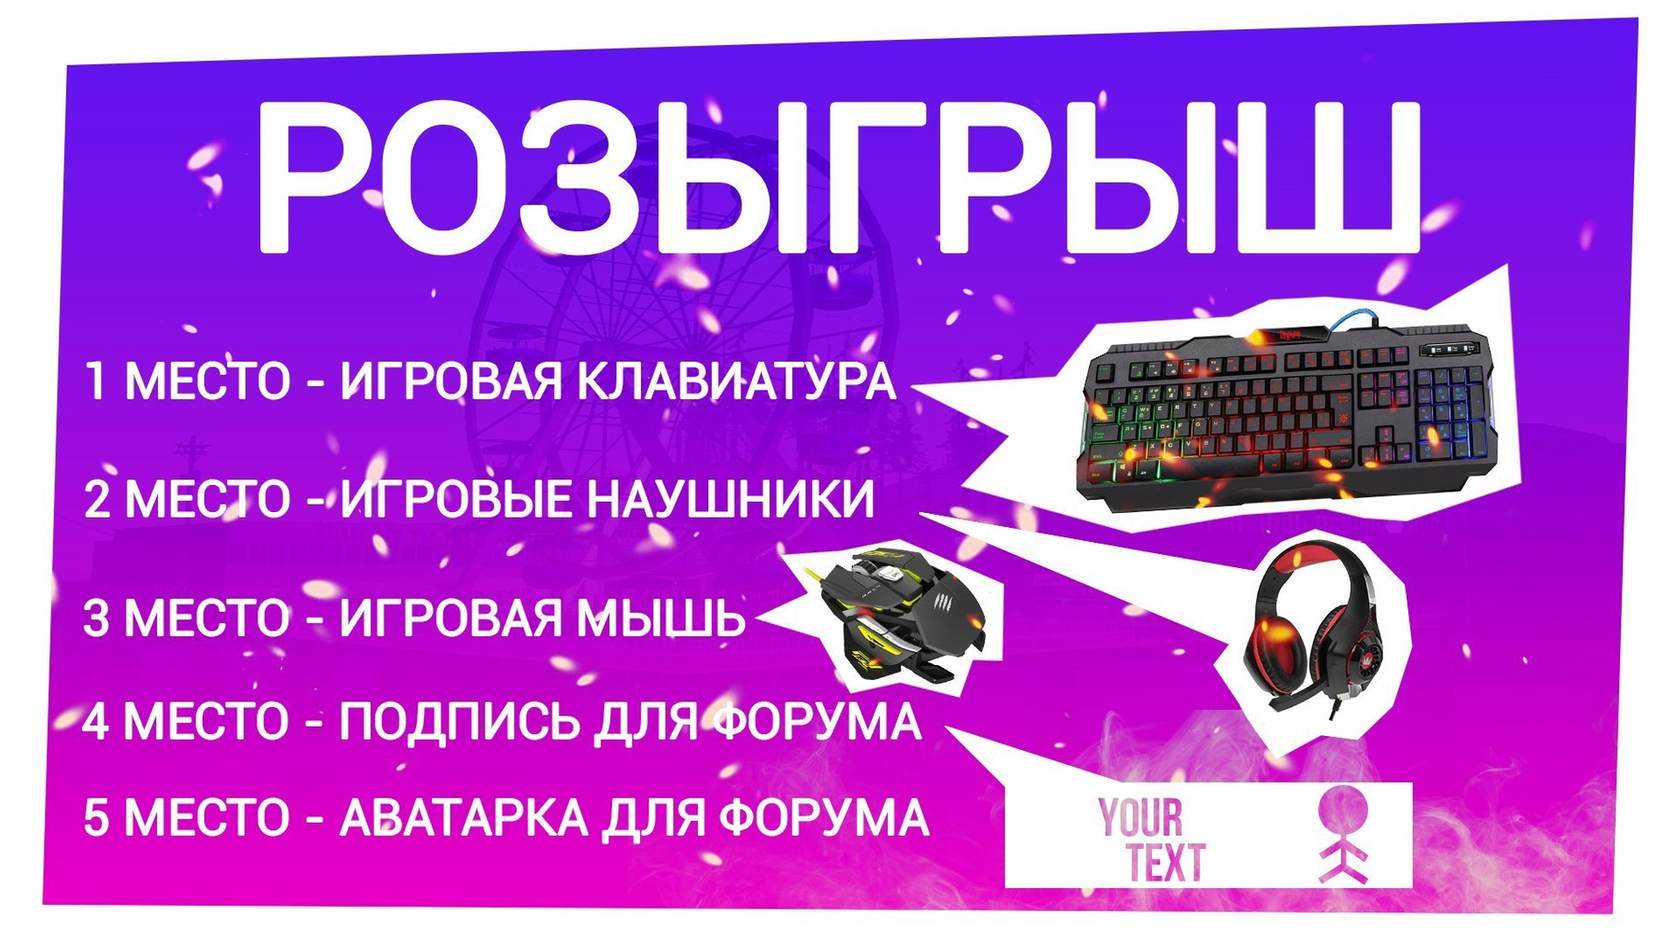 РОЗЫГРЫШ
1 МЕСТО - ИГРОВАЯ КЛАВИАТУРА
2 МЕСТО - ИГРОВЫЕ НАУШНИКИ
3 МЕСТО - ИГРОВАЯ МЫШЬ
4 МЕСТО - ПОДПИСЬ ДЛЯ ФОРУМА
5 МЕСТО - АВАТАРКА ДЛЯ ФОРУМА
YOUR
TEXT